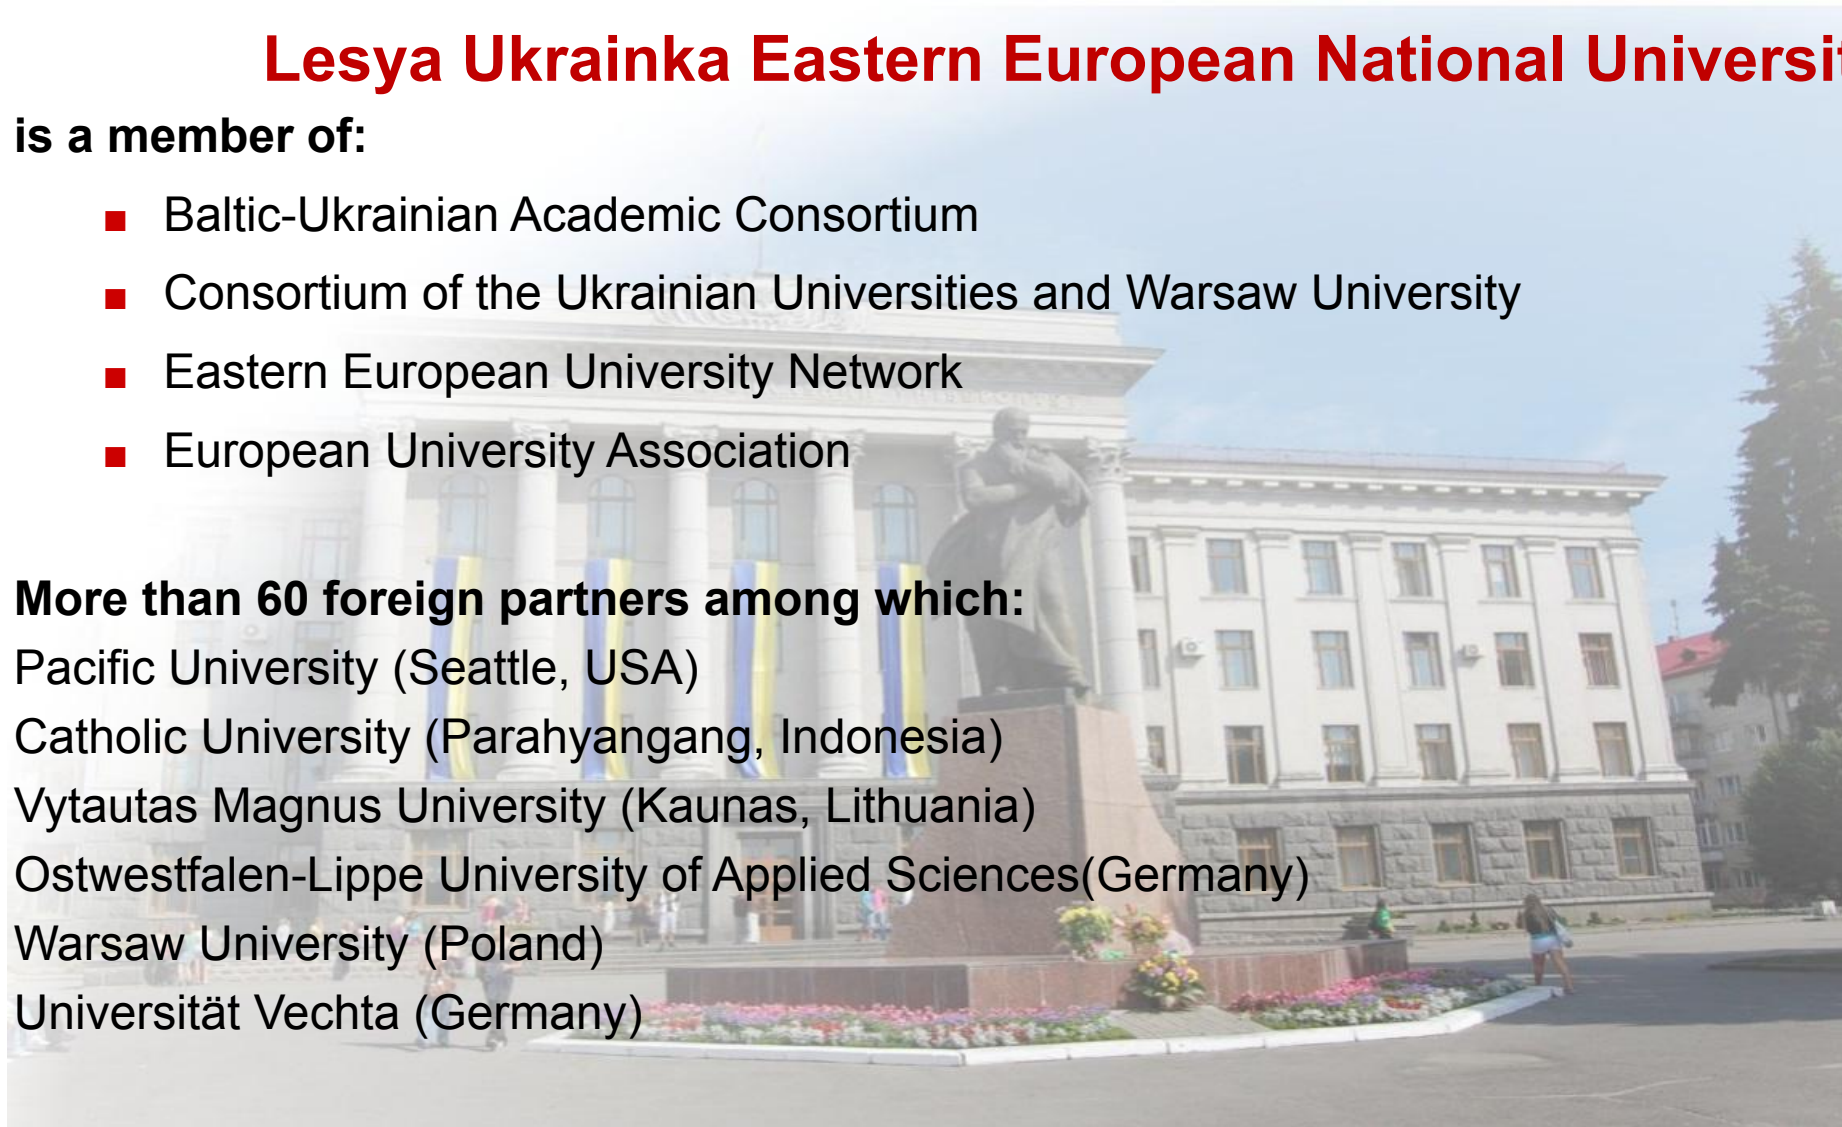 Lesya Ukrainka Eastern European National Universit
is a member of:
■ Baltic-Ukrainian Academic Consortium
■ Consortium of the Ukrainian Universities and Warsaw University
■ Eastern European University Network
■ European University Association
More than 60 foreign partners among which:
Pacific University (Seattle, USA)
Catholic University (Parahyangang, Indonesia)
Vytautas Magnus University (Kaunas, Lithuania)
Ostwestfalen-Lippe University of Applied Sciences(Germany)
Warsaw University (Poland)
Universität Vechta (Germany)